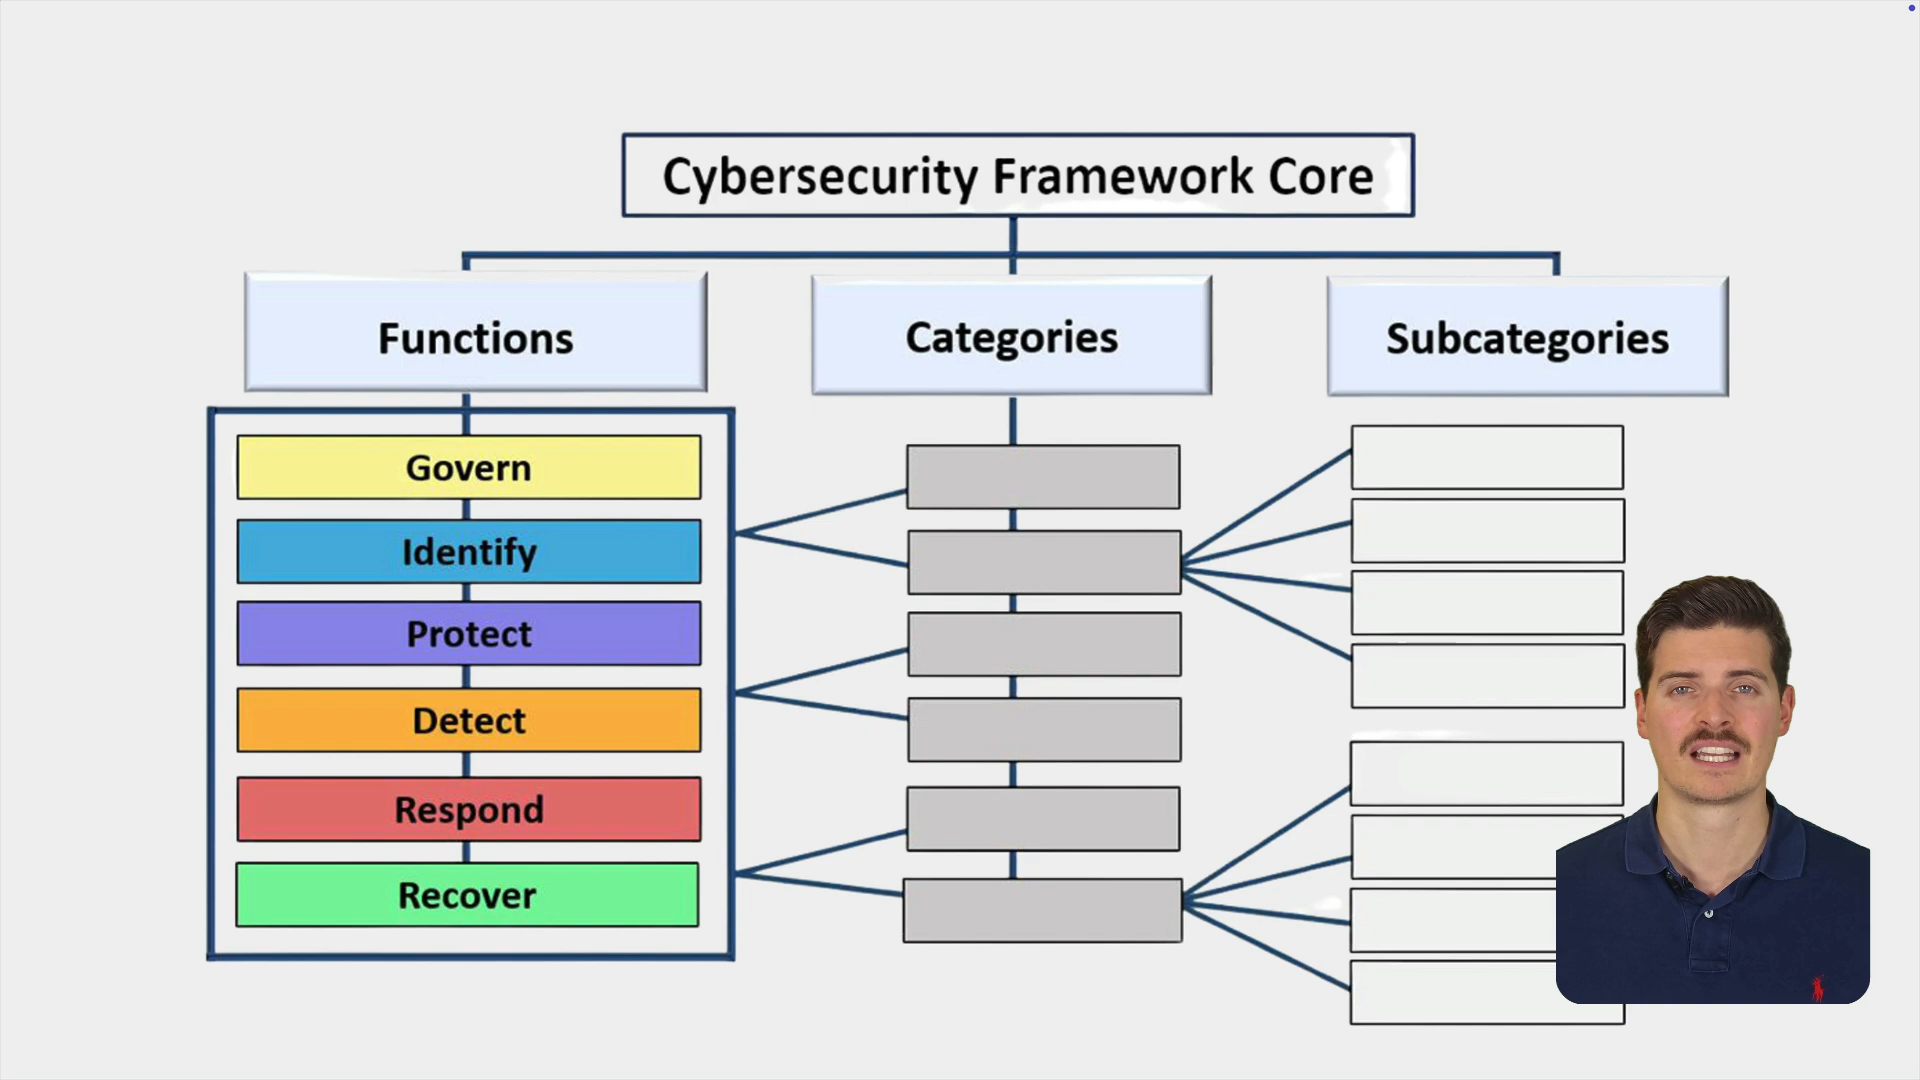 Cybersecurity Framework Core
Functions
Categories
Subcategories
Govern
Identify
Protect
Detect
Respond
Recover